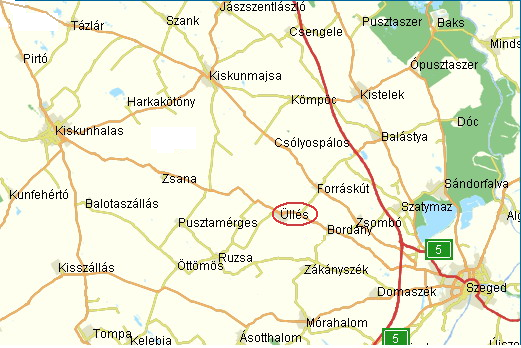 Jászszentlászló
Szank
Tázlár
Csengele
Pusztaszer
Baks
Pirtó
Kiskunmajsa
Ópusztaszer
Harkakötöny
Kömpöc
Kistelek
Kiskunhalas
Dóc
Balástya
Csólyospálos
Zsana
Forráskút
Sándorfalva
Kunfehértó
Balotaszállás
Szatymaz
Üllés
Pusztamérges
Zsombó
Bordány
5
Ruzsa
Öttömös
Kisszállás
Zákányszék
Szeged
Domaszék
Mórahalom
Tompa
Kelebia
Ásotthalom
5